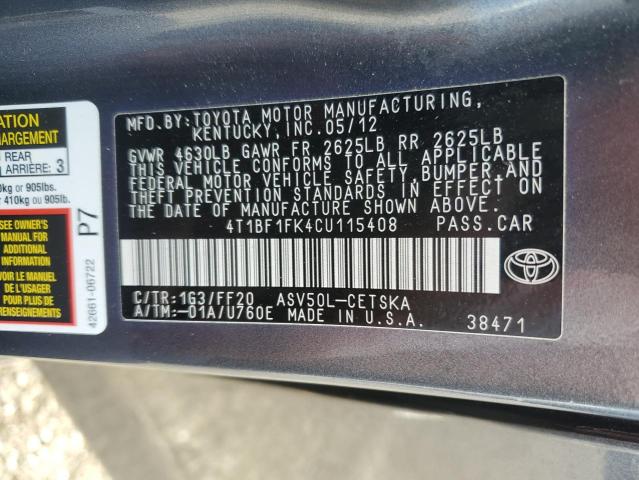 MFD.BY:TOYOTA MOTOR MANUFACTURING,
KENTUCKY, INC.05/12
GVWR 4630LB GAWR FR 2625LB RR 2625LB
THIS VEHICLE CONFORMS TO ALL APPLICABLE
FEDERAL MOTOR VEHICLE SAFETY, BUMPER,AND
THEFT PREVENTION STANDARDS IN EFFECT ON
THE DATE OF MANUFACTURE SHOWN ABOVE.
4T1BF1FK4CU115408 PASS.CAR
C/TR:1G3/FF20 ASV50L-CETSKA
A/TM:-01A/U760E MADE IN U.S.A. 38471
ATION
HARGEMENT
REAR
ARRIÈRE: 3
0kg or 905lbs.
r 410kg ou 905lb.
SEE OWNER'S
MANUAL FOR
ADDITIONAL
INFORMATION
VOIR LE MANUEL
DE L'USAGER
POUR PLUS DE
RENSEIGNEMENTS
P7
42661-06722